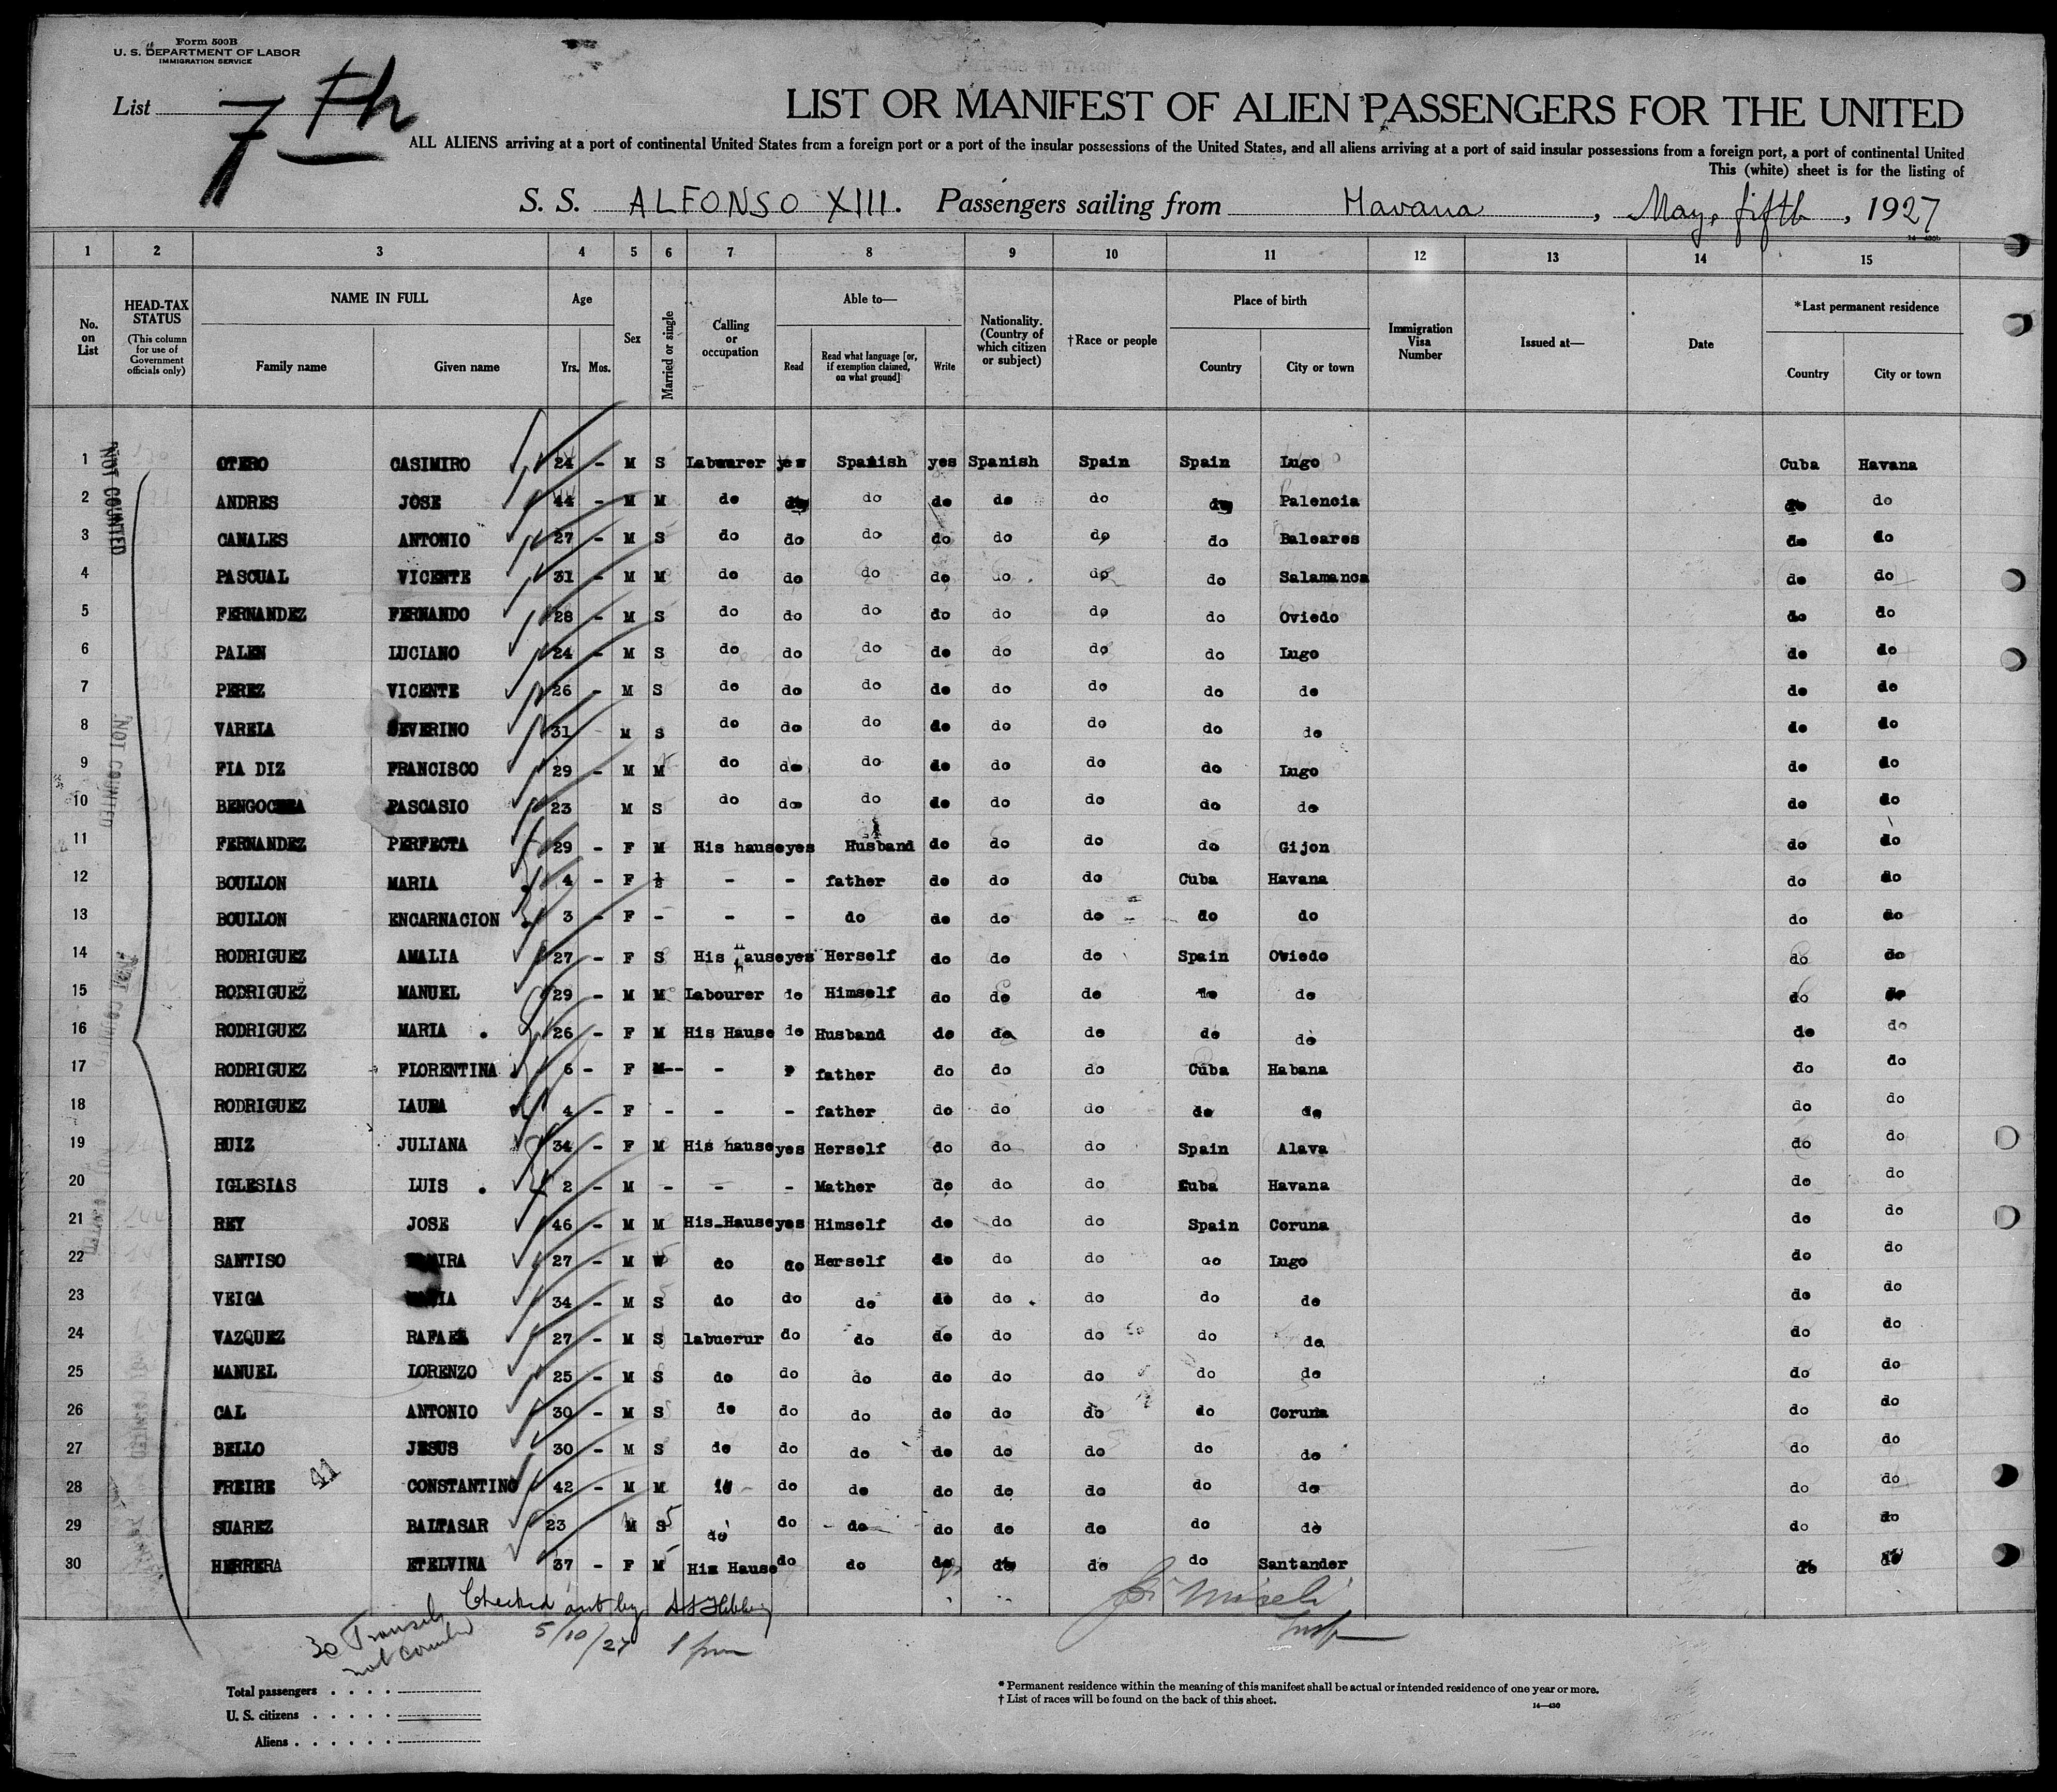 Form 500B
U. S. DEPARTMENT OF LABOR
IMMIGRATION SERVICE
List 7th
LIST OR MANIFEST OF ALIEN PASSENGERS FOR THE UNITED
ALL ALIENS arriving at a port of continental United States from a foreign port or a port of the insular possessions of the United States, and all aliens arriving at a port of said insular possessions from a foreign port, a port of continental United
This (white) sheet is for the listing of
S. S. ALFONSO XIII. Passengers sailing from Havana, May, fifth, 1927
1 2 3 4 5 6 7 8 9 10 11 12 13 14 15
No. on List
HEAD-TAX STATUS
(This column for use of Government officials only)
NAME IN FULL
Family name Given name
Age
Yrs. Mos.
Sex
Married or single
Calling or occupation
Able to—
Read Read what language [or, if exemption claimed, on what ground] Write
Nationality. (Country of which citizen or subject)
†Race or people
Place of birth
Country City or town
Immigration Visa Number
Issued at—
Date
*Last permanent residence
Country City or town
NOT COUNTED
1 OTERO CASIMIRO 24 - M S Labourer yes Spanish yes Spanish Spain Spain Lugo Cuba Havana
2 ANDRES JOSE 44 - M M do do do do do do do Palencia do do
3 CANALES ANTONIO 27 - M S do do do do do do do Baleares do do
4 PASCUAL VICENTE 31 - M M do do do do do do do Salamanca do do
5 FERNANDEZ FERNANDO 28 - M S do do do do do do do Oviedo do do
6 PALEN LUCIANO 24 - M S do do do do do do do Lugo do do
7 PEREZ VICENTE 26 - M S do do do do do do do do do do
8 VARELA SEVERINO 31 M S do do do do do do do do do do
9 FIA DIZ FRANCISCO 29 - M M do do do do do do do Lugo do do
10 BENGOCHEA PASCASIO 23 M S do do do do do do do do do do
11 FERNANDEZ PERFECTA 29 - F M His hause yes Husband do do do do Gijon do do
12 BOULLON MARIA 4 - F - - father do do do Cuba Havana do do
13 BOULLON ENCARNACION 3 - F - - - do do do do do do do do
14 RODRIGUEZ AMALIA 27 - F S His hause yes Herself do do do Spain Oviedo do do
15 RODRIGUEZ MANUEL 29 - M M Labourer do Himself do do do do do do do
16 RODRIGUEZ MARIA . 26 - F M His Hause do Husband do do do do do do do
17 RODRIGUEZ FLORENTINA 6 - F M-- - father do do do Cuba Habana do do
18 RODRIGUEZ LAURA 4 - F - - - father do do do do do do do
19 RUIZ JULIANA 34 - F M His hause yes Herself do do do Spain Alava do do
20 IGLESIAS LUIS . 2 - M - - - Mather do do do Cuba Havana do do
21 REY JOSE 46 - M M His Hause yes Himself do do do Spain Coruna do do
22 SANTISO 27 - M W do do Herself do do do do Lugo do do
23 VEIGA 34 - M S do do do do do do do do do do
24 VAZQUEZ RAFAEL 27 - M S labuerur do do do do do do do do do
25 MANUEL LORENZO 25 - M S do do do do do do do do do do
26 CAL ANTONIO 30 - M S do do do do do do do Coruna do do
27 BELLO JESUS 30 - M S do do do do do do do do do do
28 FREIRE 41 CONSTANTINO 42 - M M do do do do do do do do do
29 SUAREZ BALTASAR 23 M S do do do do do do do do do do
30 HERRERA ETELVINA 37 - F M His Hause do do do do do do Santander do do
Checked out by
5/10/27 1 pm
30 Transits
not counted
Insp
Total passengers . . . .
U. S. citizens . . . . .
Aliens . . . . . .
* Permanent residence within the meaning of this manifest shall be actual or intended residence of one year or more.
† List of races will be found on the back of this sheet.
14—430